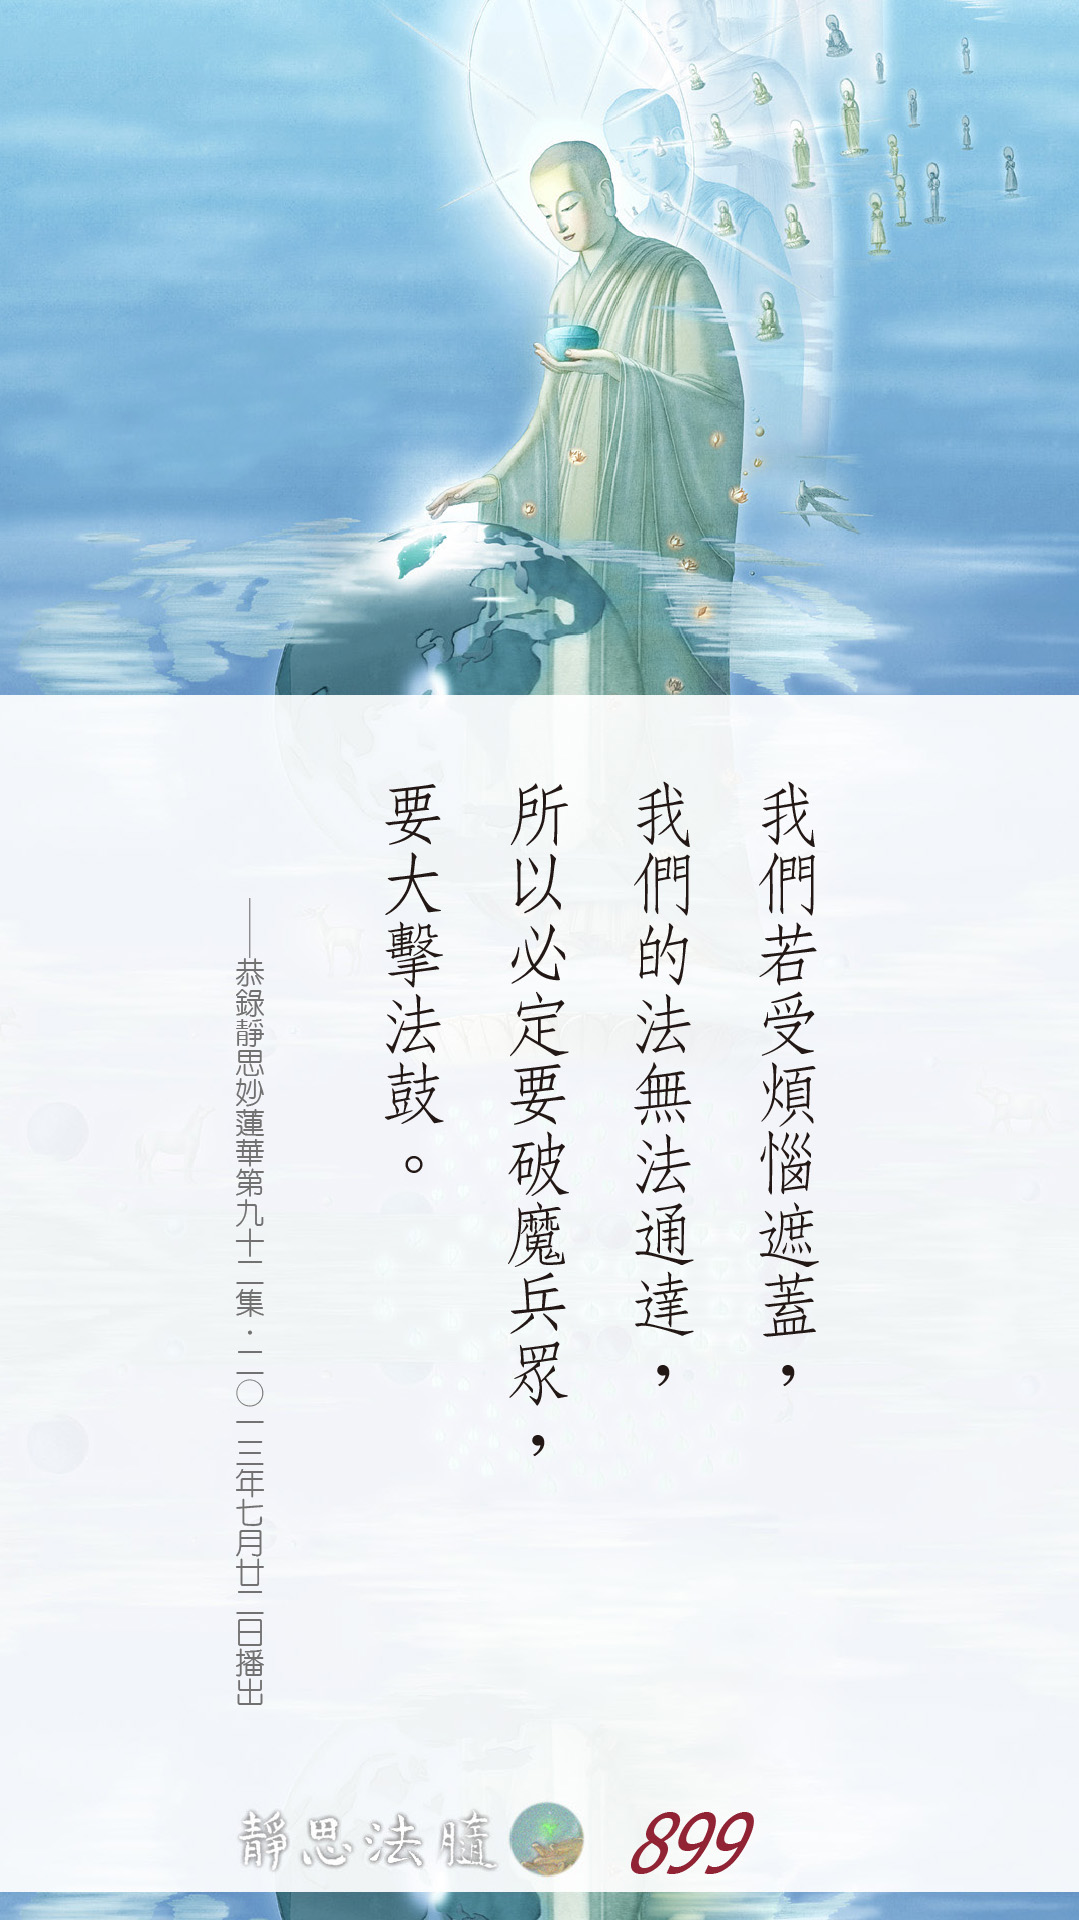 我們若受煩惱遮蓋，
我們的法無法通達，
所以必定要破魔兵眾，
要大擊法鼓。
──恭錄靜思妙蓮華第九十二集．二〇一三年七月廿二日播出
靜思法髓
899